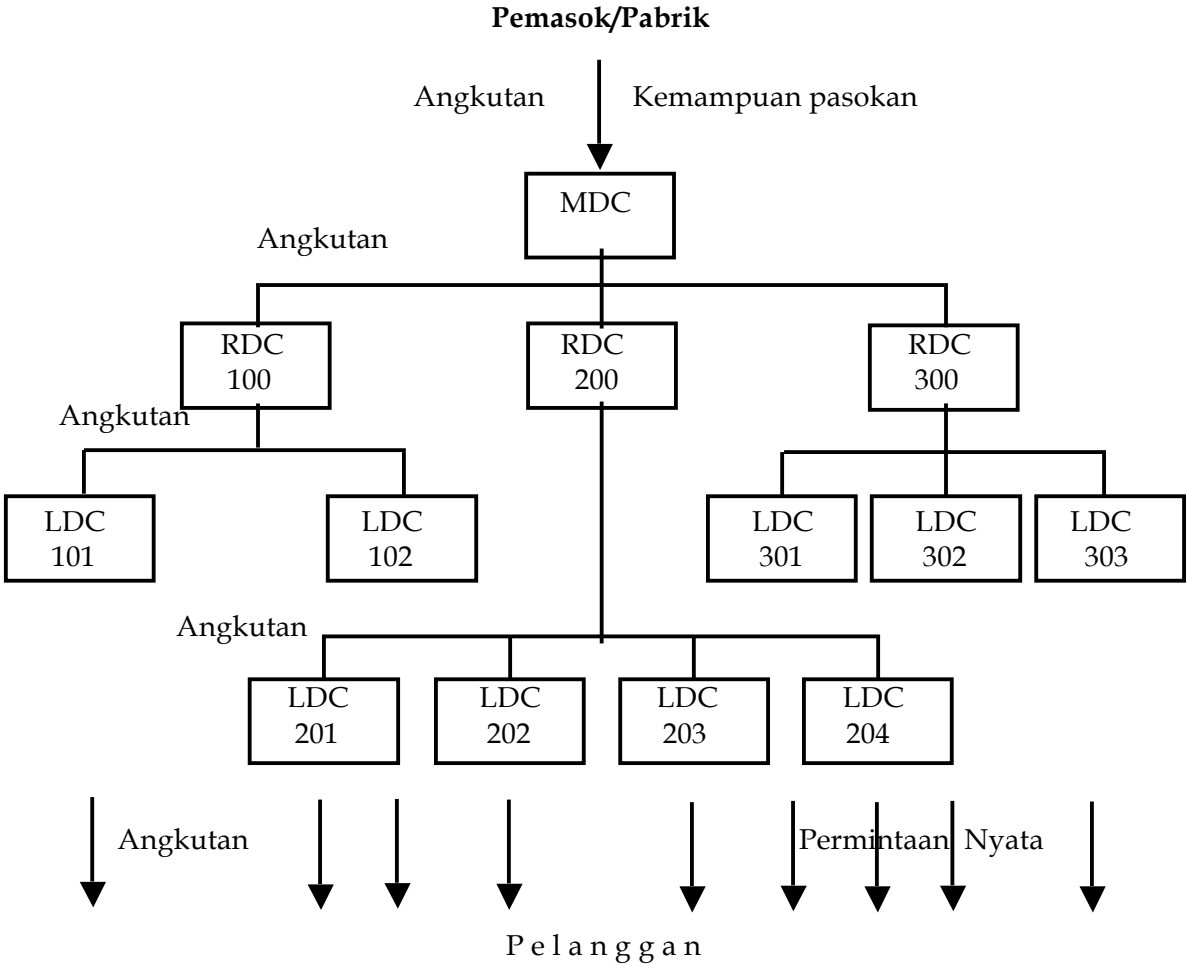 Pemasok/Pabrik
Angkutan
Kemampuan pasokan
MDC
Angkutan
RDC
100
RDC
200
RDC
300
Angkutan
LDC
101
LDC
102
LDC
301
LDC
302
LDC
303
Angkutan
LDC
201
LDC
202
LDC
203
LDC
204
Angkutan
Permintaan Nyata
P e l a n g g a n